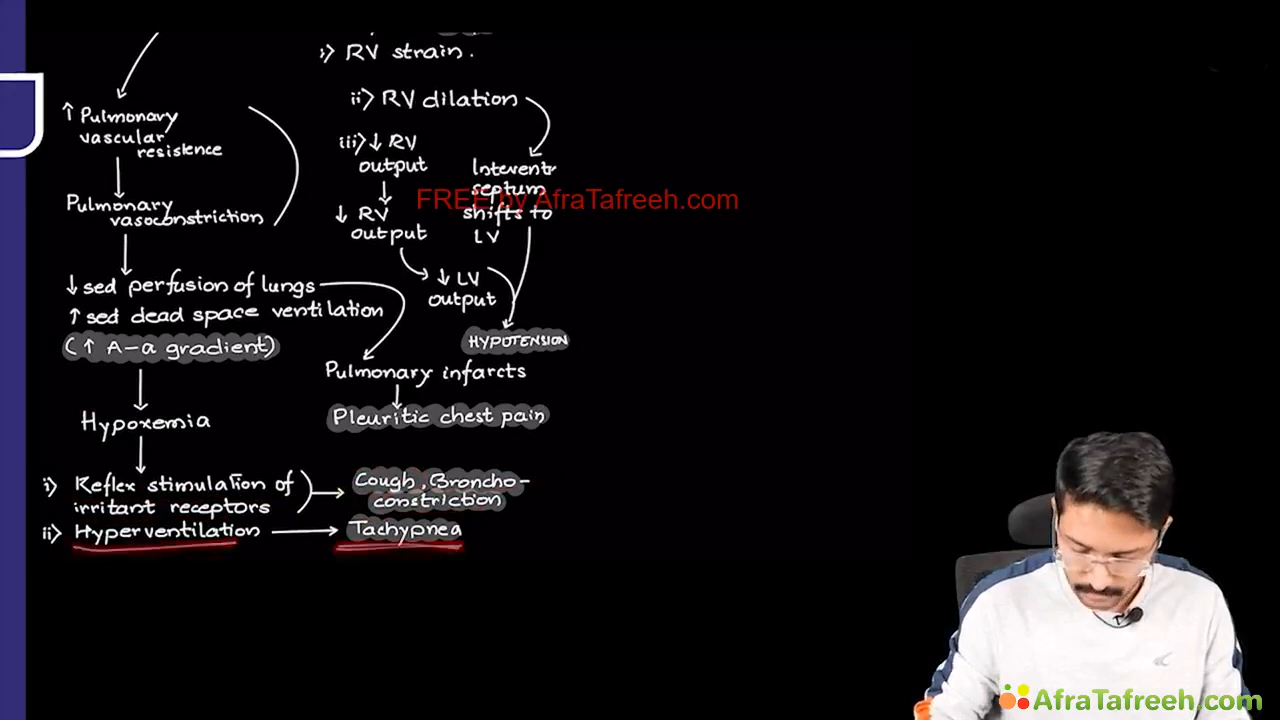 i> RV strain.
ii> RV dilation
↑ Pulmonary
vascular
resistence
iii> ↓ RV
output
Intervent
septum
shifts to
LV
FREE by AfraTafreeh.com
Pulmonary
vasoconstriction
↓ RV
output
↓ sed perfusion of lungs
↑ sed dead space ventilation
(↑ A-a gradient)
↓ LV
output
HYPOTENSION
Pulmonary infarcts
Pleuritic chest pain
Hypoxemia
i> Reflex stimulation of
irritant receptors
Cough, Broncho-
constriction
ii> Hyperventilation
Tachypnea
AfraTafreeh.com